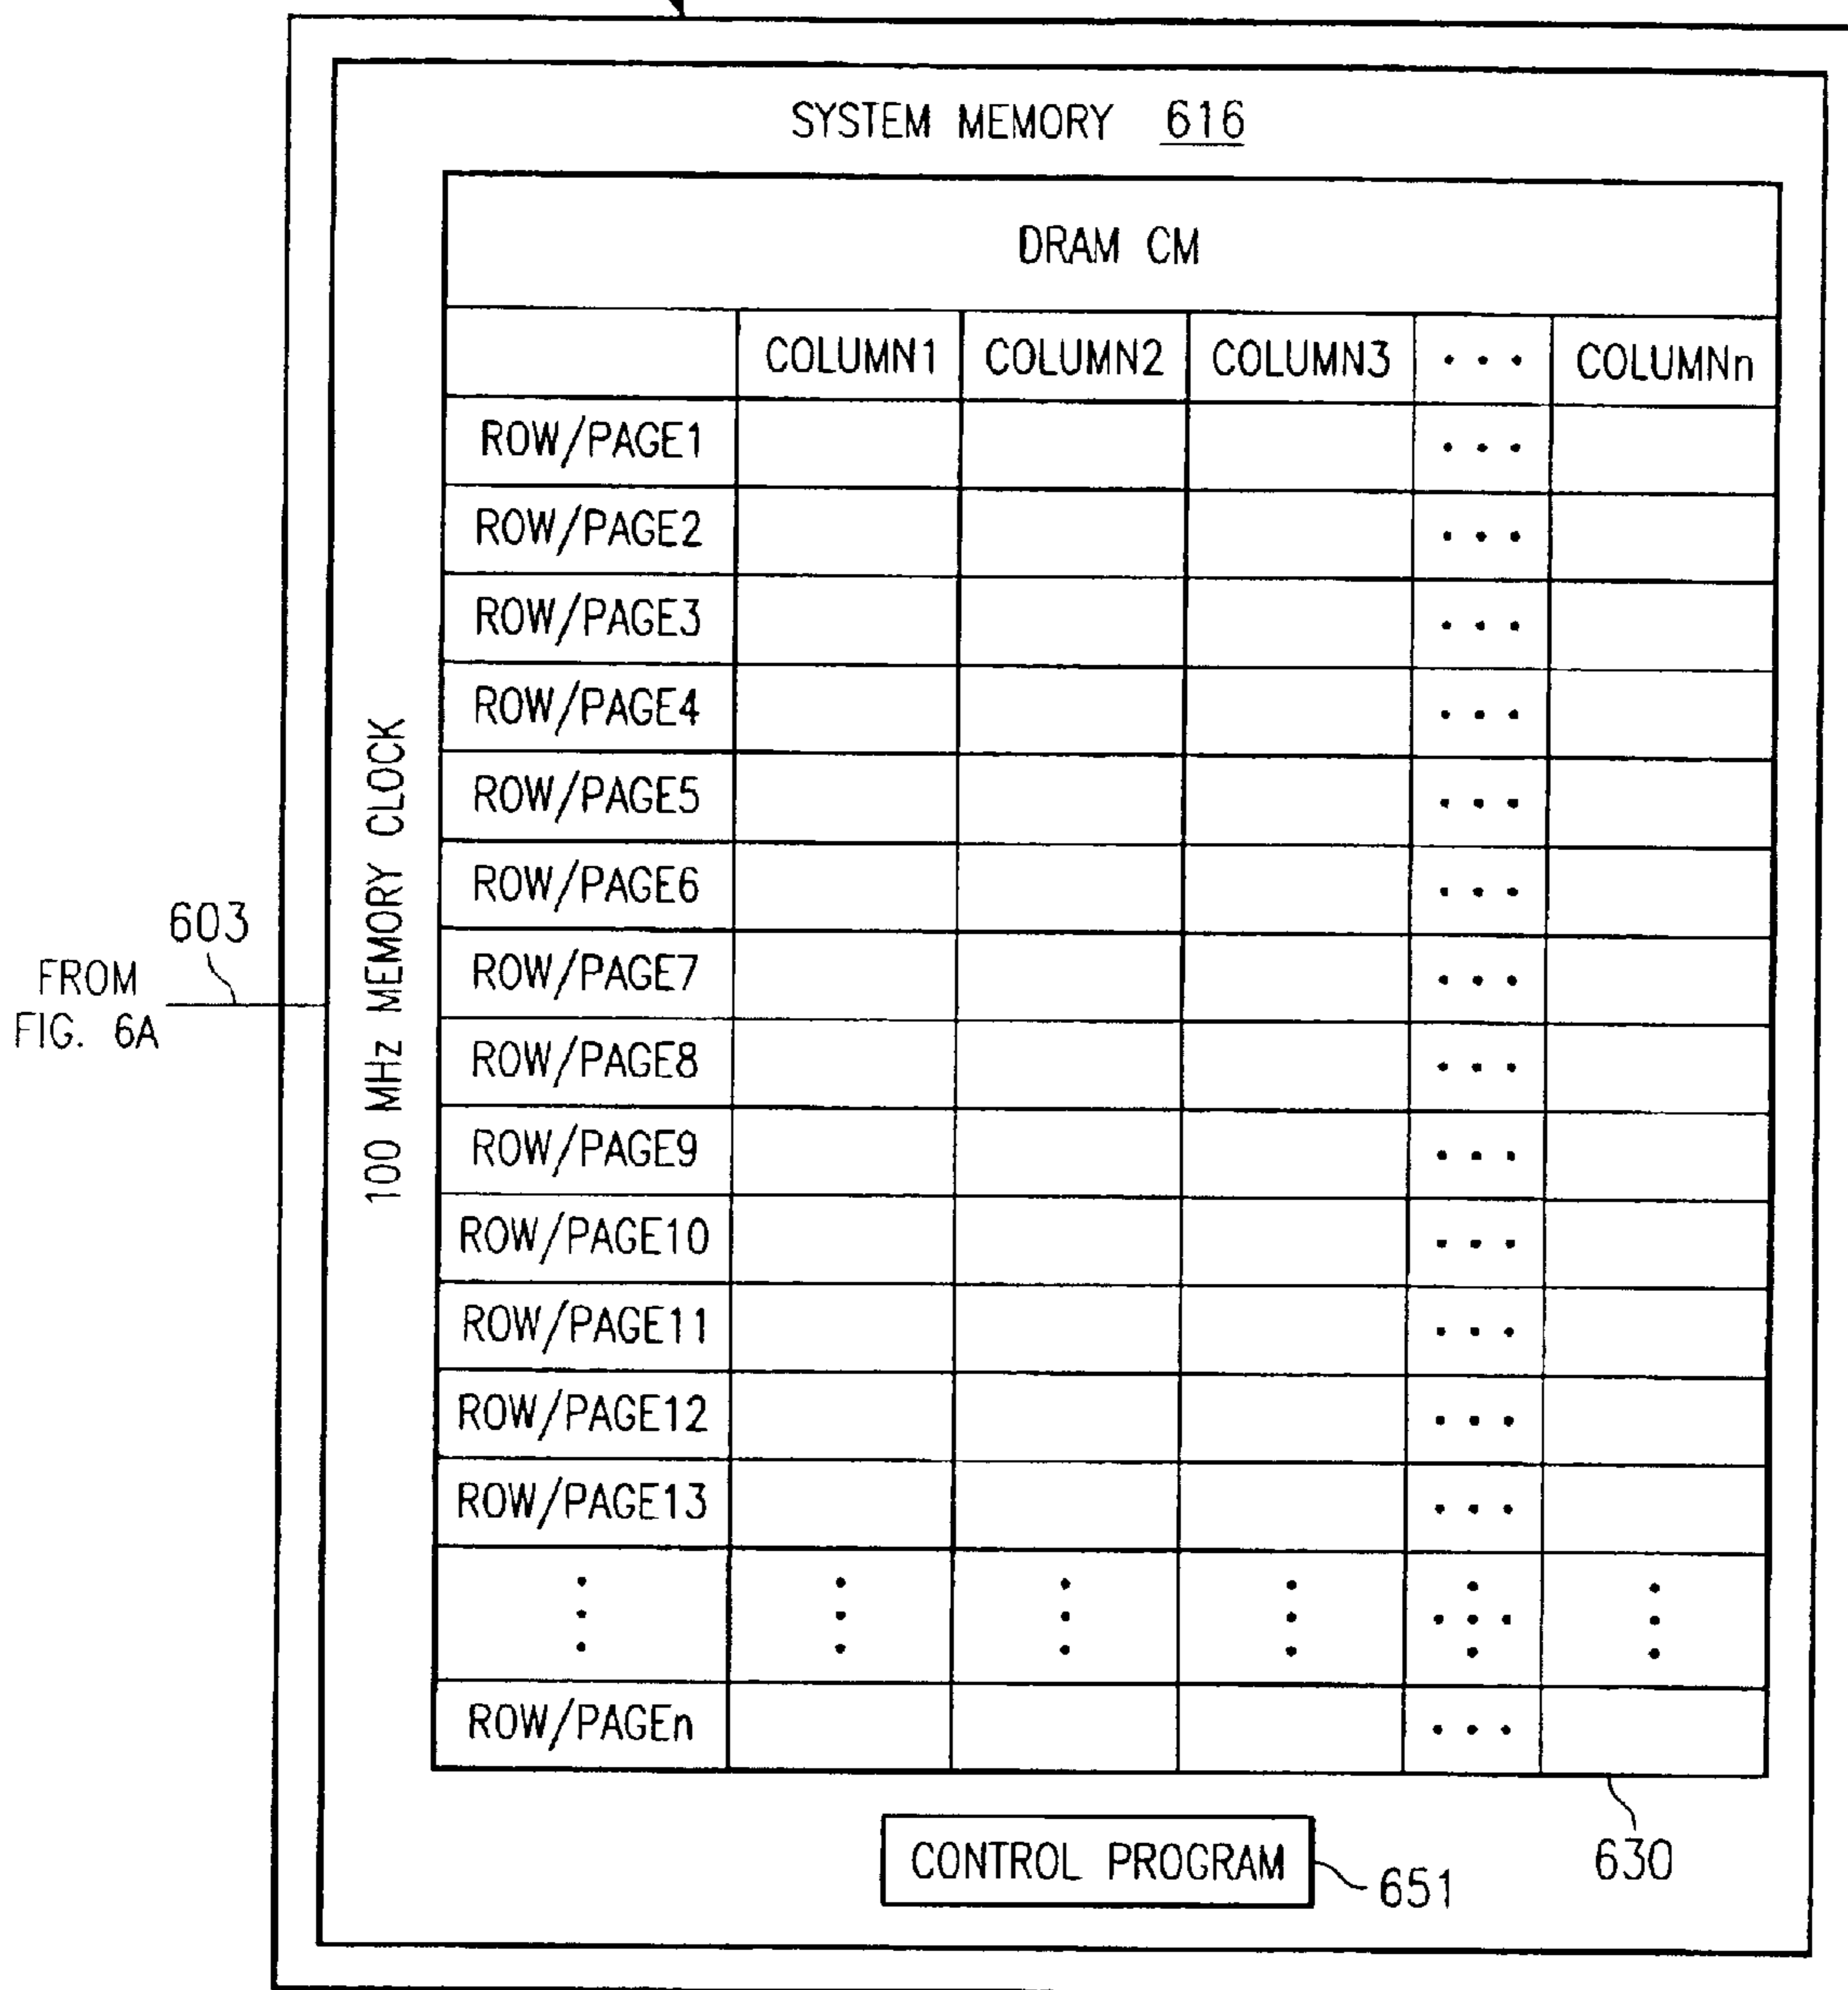 SYSTEM MEMORY 616
DRAM CM
COLUMN1 COLUMN2 COLUMN3 • • • COLUMNn
ROW/PAGE1 • • •
ROW/PAGE2 • • •
ROW/PAGE3 • • •
ROW/PAGE4 • • •
ROW/PAGE5 • • •
ROW/PAGE6 • • •
ROW/PAGE7 • • •
ROW/PAGE8 • • •
ROW/PAGE9 • • •
ROW/PAGE10 • • •
ROW/PAGE11 • • •
ROW/PAGE12 • • •
ROW/PAGE13 • • •
ROW/PAGEn • • •
100 MHz MEMORY CLOCK
603
FROM
FIG. 6A
CONTROL PROGRAM
651
630